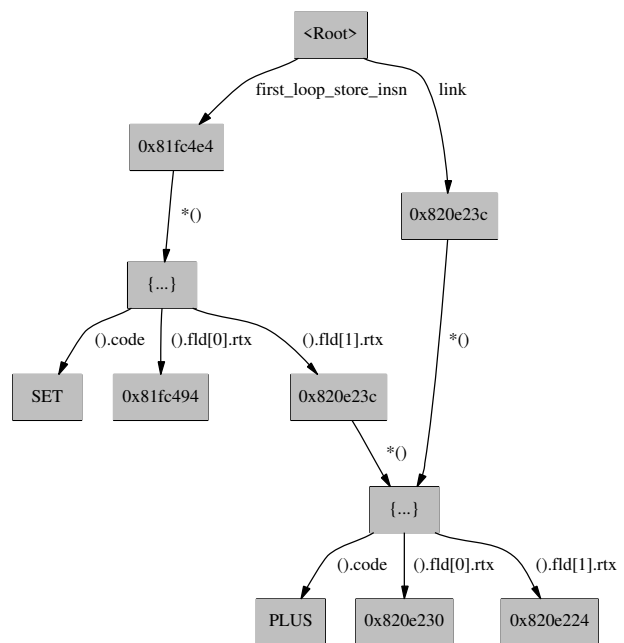 <Root>
first_loop_store_insn
link
0x81fc4e4
0x820e23c
*()
{...}
*()
().code
().fld[0].rtx
().fld[1].rtx
SET
0x81fc494
0x820e23c
*()
{...}
().code
().fld[0].rtx
().fld[1].rtx
PLUS
0x820e230
0x820e224